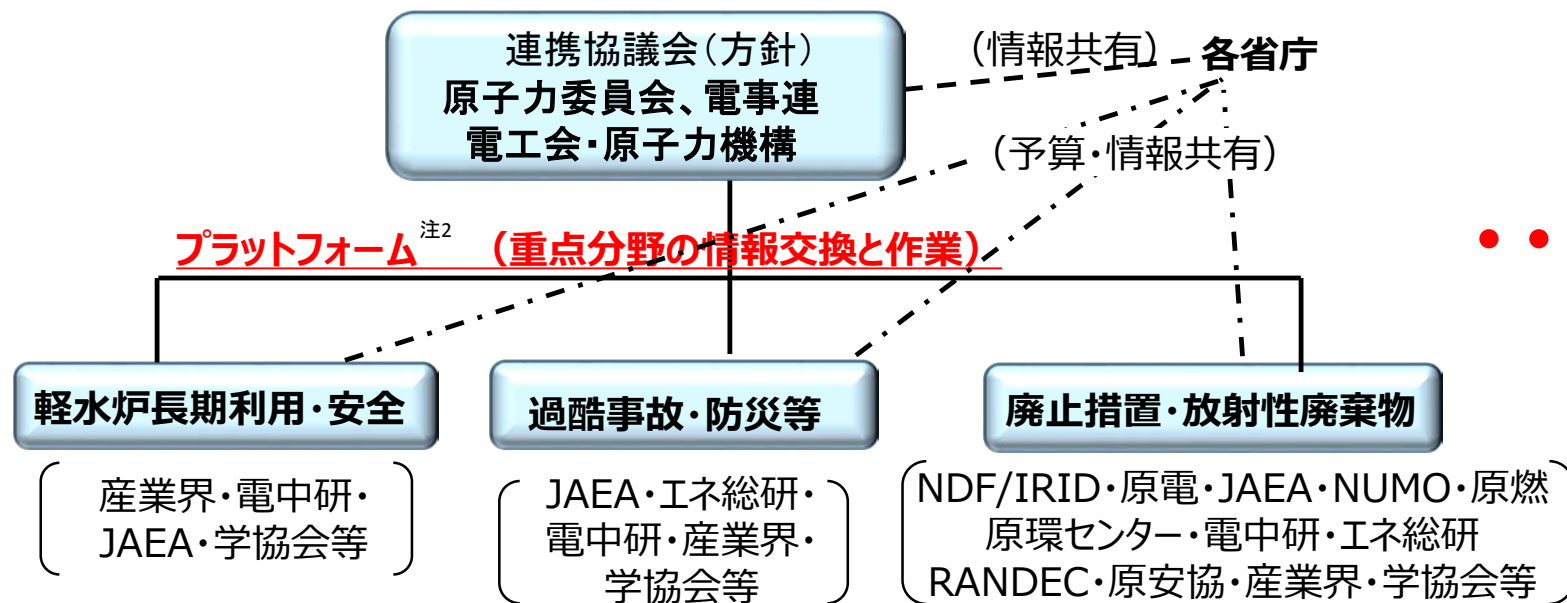 連携協議会（方針）
原子力委員会、電事連
電工会・原子力機構
（情報共有）
各省庁
（予算・情報共有）
プラットフォーム注2 （重点分野の情報交換と作業）
軽水炉長期利用・安全
産業界・電中研・
JAEA・学協会等
過酷事故・防災等
JAEA・エネ総研・
電中研・産業界・
学協会等
廃止措置・放射性廃棄物
NDF/IRID・原電・JAEA・NUMO・原燃
原環センター・電中研・エネ総研
RANDEC・原安協・産業界・学協会等